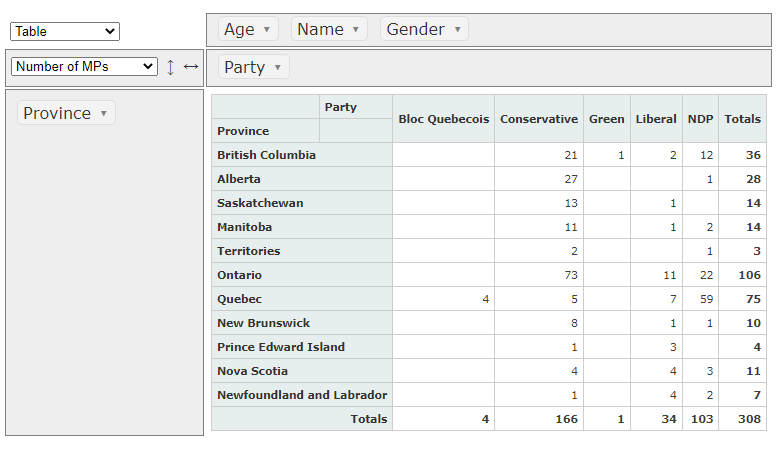 Table
Age ▾ Name ▾ Gender ▾
Number of MPs ↕ ↔
Party ▾
Province ▾
Party Bloc Quebecois Conservative Green Liberal NDP Totals
Province
British Columbia 21 1 2 12 36
Alberta 27 1 28
Saskatchewan 13 1 14
Manitoba 11 1 2 14
Territories 2 1 3
Ontario 73 11 22 106
Quebec 4 5 7 59 75
New Brunswick 8 1 1 10
Prince Edward Island 1 3 4
Nova Scotia 4 4 3 11
Newfoundland and Labrador 1 4 2 7
Totals 4 166 1 34 103 308